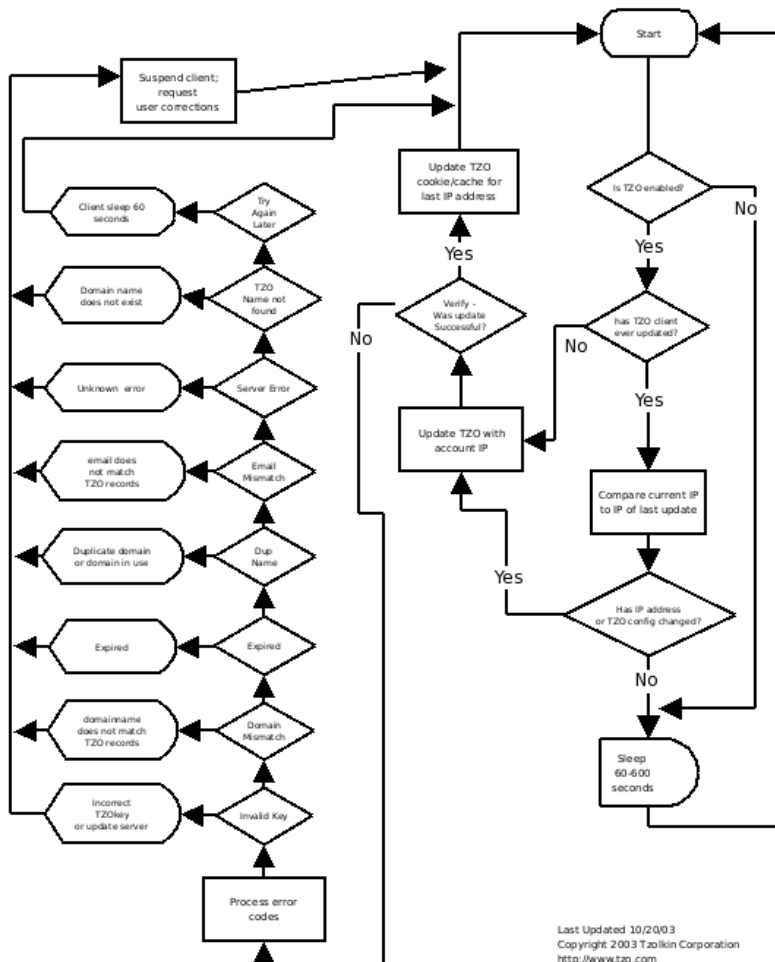 Start
Suspend client;
request
user corrections
Update TZO
cookie/cache for
last IP address
Is TZO enabled?
No
Yes
Client sleep 60
seconds
Try
Again
Later
Yes
Domain name
does not exist
TZO
Name not
found
Verify -
Was update
Successful?
has TZO client
ever updated?
No
No
Yes
Unknown error
Server Error
Update TZO with
account IP
email does
not match
TZO records
Email
Mismatch
Compare current IP
to IP of last update
Duplicate domain
or domain in use
Dup
Name
Yes
Has IP address
or TZO config changed?
Expired
Expired
No
domainname
does not match
TZO records
Domain
Mismatch
Sleep
60-600
seconds
Incorrect
TZOkey
or update server
Invalid Key
Process error
codes
Last Updated 10/20/03
Copyright 2003 Tzolkin Corporation
http://www.tzo.com